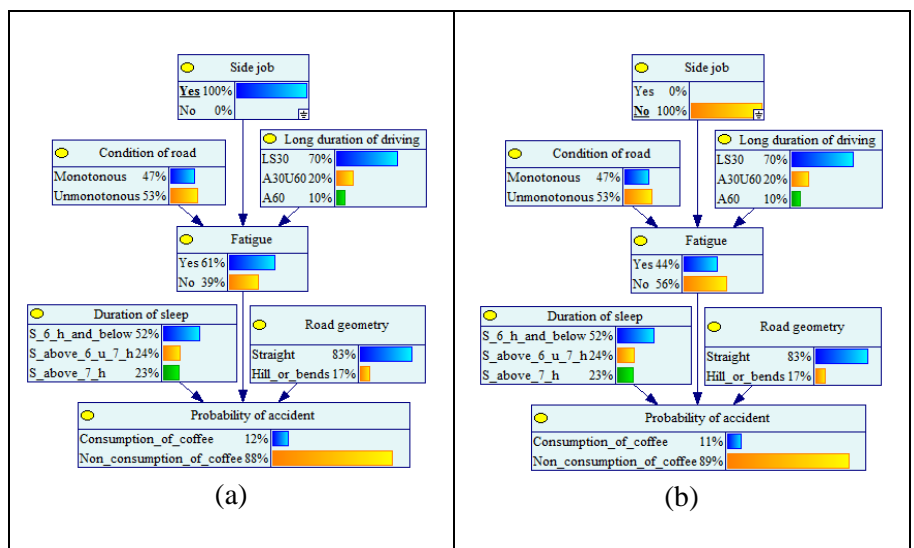 Side job
Yes 100%
No 0%
Condition of road
Monotonous 47%
Unmonotonous 53%
Long duration of driving
LS30 70%
A30U60 20%
A60 10%
Fatigue
Yes 61%
No 39%
Duration of sleep
S_6_h_and_below 52%
S_above_6_u_7_h 24%
S_above_7_h 23%
Road geometry
Straight 83%
Hill_or_bends 17%
Probability of accident
Consumption_of_coffee 12%
Non_consumption_of_coffee 88%
(a)
Side job
Yes 0%
No 100%
Condition of road
Monotonous 47%
Unmonotonous 53%
Long duration of driving
LS30 70%
A30U60 20%
A60 10%
Fatigue
Yes 44%
No 56%
Duration of sleep
S_6_h_and_below 52%
S_above_6_u_7_h 24%
S_above_7_h 23%
Road geometry
Straight 83%
Hill_or_bends 17%
Probability of accident
Consumption_of_coffee 11%
Non_consumption_of_coffee 89%
(b)